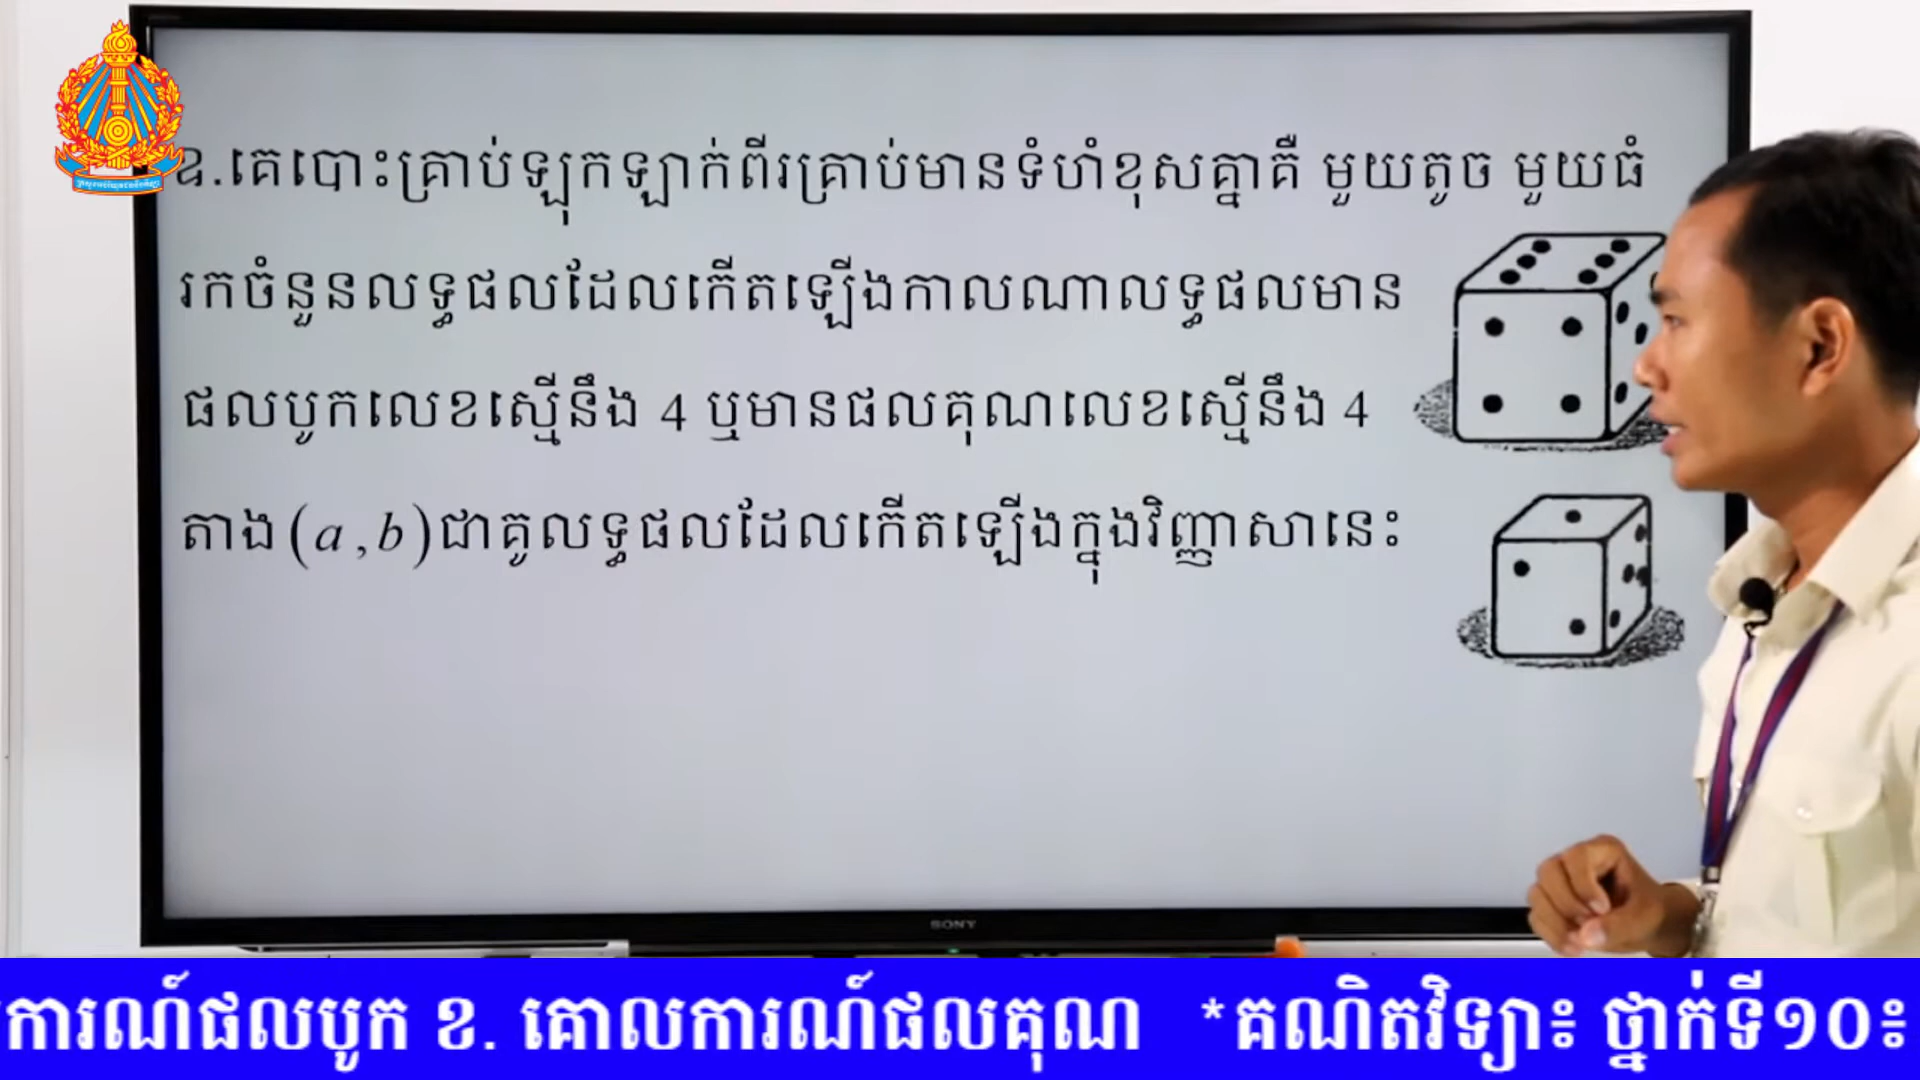 ឧ.គេបោះគ្រាប់ឡុកឡាក់ពីរគ្រាប់មានទំហំខុសគ្នាគឺ មួយតូច មួយធំ
រកចំនួនលទ្ធផលដែលកើតឡើងកាលណាលទ្ធផលមាន
ផលបូកលេខស្មើនឹង 4 ឬមានផលគុណលេខស្មើនឹង 4
តាង(a,b)ជាគូលទ្ធផលដែលកើតឡើងក្នុងវិញ្ញាសានេះ
SONY
ការណ៍ផលបូក ខ. គោលការណ៍ផលគុណ *គណិតវិទ្យា៖ ថ្នាក់ទី១០៖